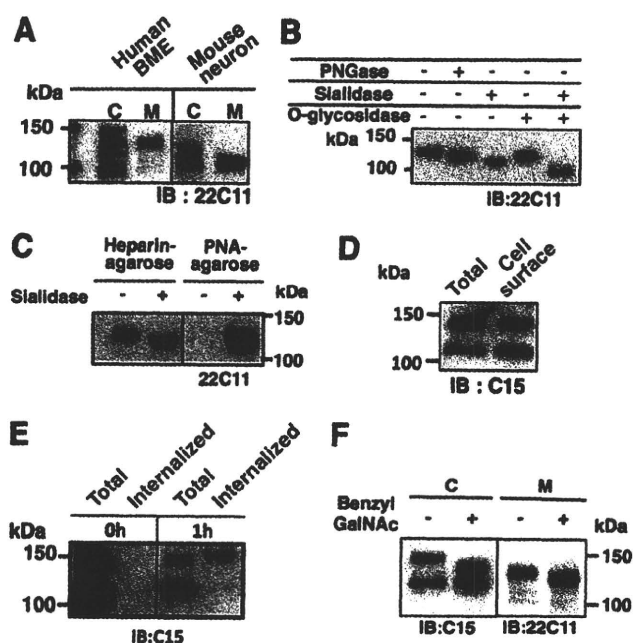 A
Human BME
Mouse neuron
kDa
C M C M
150
100
IB : 22C11
B
PNGase - + - - -
Sialidase - - + - +
O-glycosidase - - - + +
kDa
150
100
IB:22C11
C
Heparin-agarose
PNA-agarose
Sialidase - + - +
kDa
150
100
22C11
D
kDa
Total
Cell surface
150
100
IB : C15
E
Total
Internalized
Total
Internalized
kDa
0h 1h
150
100
IB:C15
F
C M
Benzyl
GalNAc - + - +
kDa
150
100
IB:C15 IB:22C11